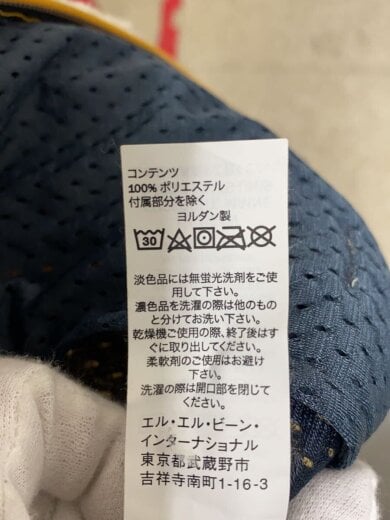 コンテンツ
100% ポリエステル
付属部分を除く
ヨルダン製
30
淡色品には無蛍光洗剤をご使
用して下さい。
濃色品を洗濯の際は他のもの
と分けてお洗い下さい。
乾燥機ご使用の際、終了後はす
ぐに取り出してください。
柔軟剤のご使用はお避け
下さい。
洗濯の際は開口部を閉じて
ください。
エル・エル・ビーン・
インターナショナル
東京都武蔵野市
吉祥寺南町1-16-3